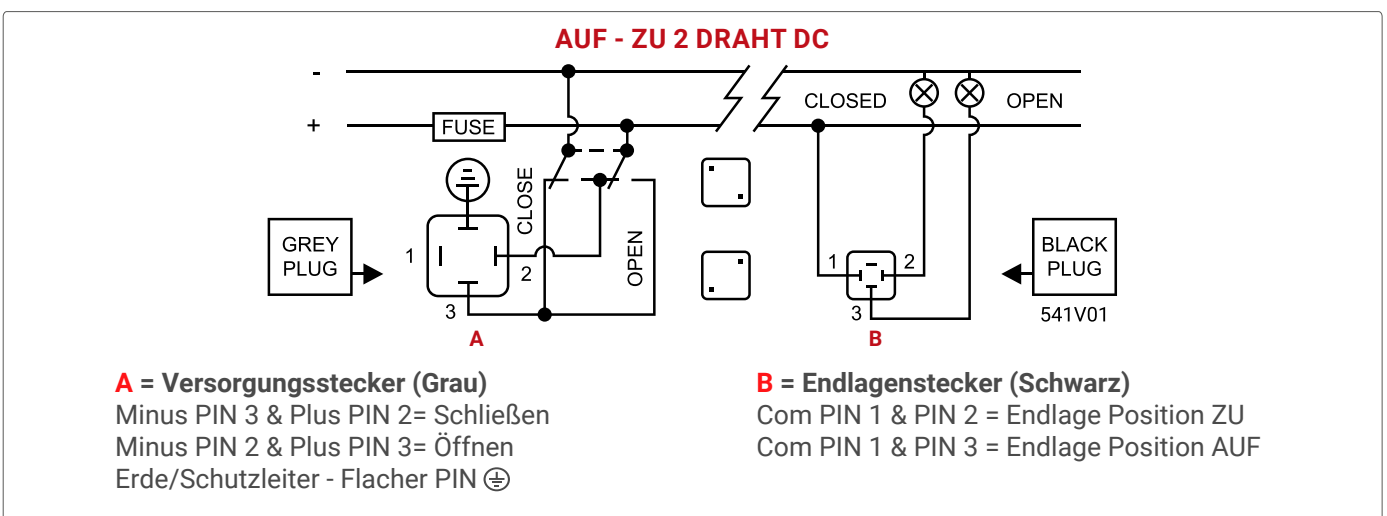 AUF - ZU 2 DRAHT DC
-
CLOSED
OPEN
+
FUSE
CLOSE
OPEN
GREY
PLUG
1
2
3
A
1
2
3
B
BLACK
PLUG
541V01
A = Versorgungsstecker (Grau)
Minus PIN 3 & Plus PIN 2= Schließen
Minus PIN 2 & Plus PIN 3= Öffnen
Erde/Schutzleiter - Flacher PIN
B = Endlagenstecker (Schwarz)
Com PIN 1 & PIN 2 = Endlage Position ZU
Com PIN 1 & PIN 3 = Endlage Position AUF